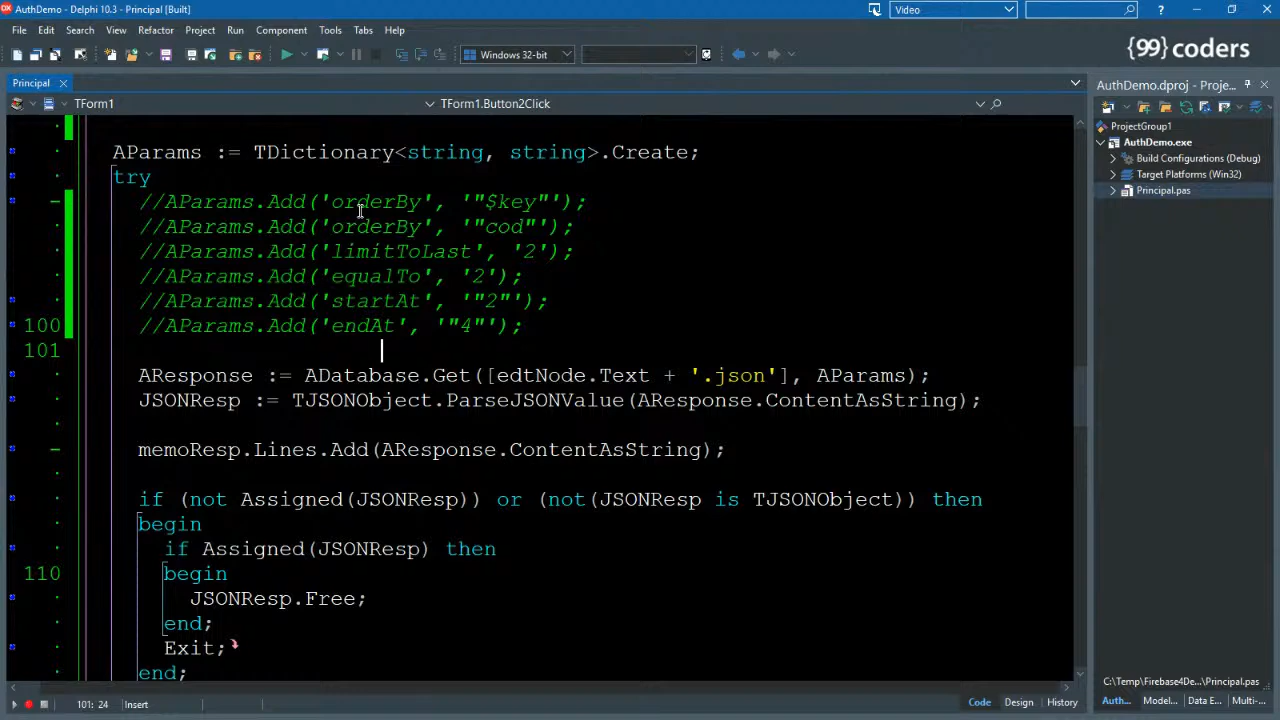 AuthDemo - Delphi 10.3 - Principal [Built]
Video
File Edit Search View Refactor Project Run Component Tools Tabs Help
Windows 32-bit
{99}coders
Principal
AuthDemo.dproj - Proje...
TForm1
TForm1.Button2Click
ProjectGroup1
AuthDemo.exe
Build Configurations (Debug)
Target Platforms (Win32)
Principal.pas
AParams := TDictionary<string, string>.Create;
try
//AParams.Add('orderBy', '"$key"');
//AParams.Add('orderBy', '"cod"');
//AParams.Add('limitToLast', '2');
//AParams.Add('equalTo', '2');
//AParams.Add('startAt', '"2"');
100 //AParams.Add('endAt', '"4"');
101
AResponse := ADatabase.Get([edtNode.Text + '.json'], AParams);
JSONResp := TJSONObject.ParseJSONValue(AResponse.ContentAsString);
memoResp.Lines.Add(AResponse.ContentAsString);
if (not Assigned(JSONResp)) or (not(JSONResp is TJSONObject)) then
begin
if Assigned(JSONResp) then
110 begin
JSONResp.Free;
end;
Exit;
end;
C:\Temp\Firebase4De...\Principal.pas
101: 24 Insert
Code Design History
Auth... Model... Data E... Multi-...